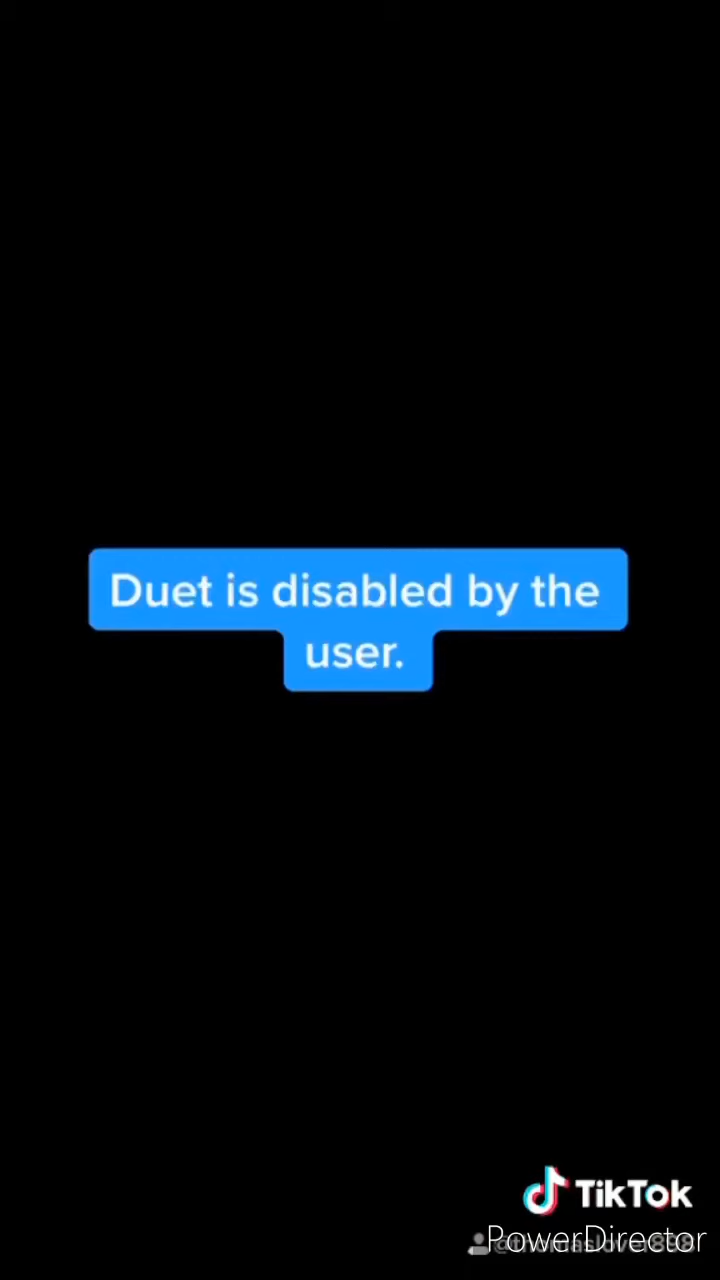 Duet is disabled by the
user.
TikTok
PowerDirector